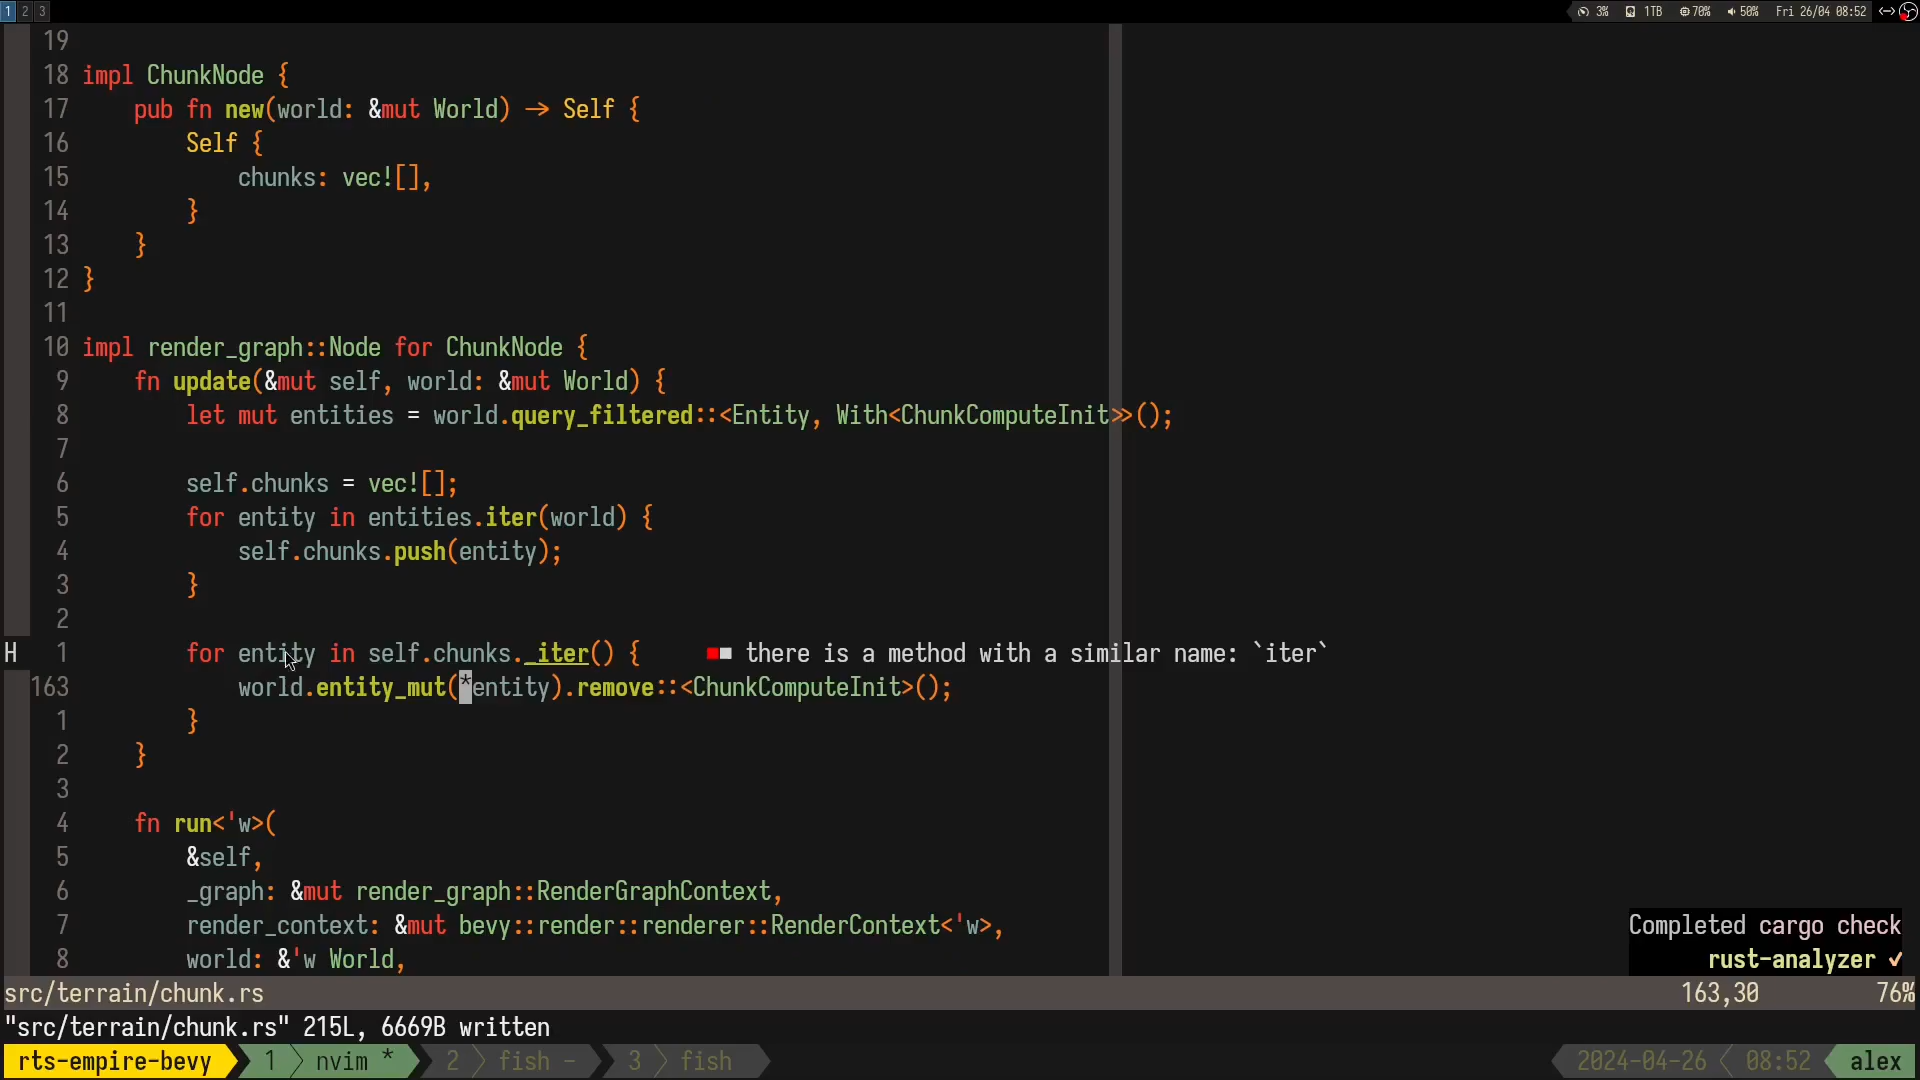 1 2 3 3% 1TB 70% 50% Fri 26/04 08:52
19
18 impl ChunkNode {
17     pub fn new(world: &mut World) -> Self {
16         Self {
15             chunks: vec![],
14         }
13     }
12 }
11
10 impl render_graph::Node for ChunkNode {
9     fn update(&mut self, world: &mut World) {
8         let mut entities = world.query_filtered::<Entity, With<ChunkComputeInit>>();
7
6         self.chunks = vec![];
5         for entity in entities.iter(world) {
4             self.chunks.push(entity);
3         }
2
H 1         for entity in self.chunks._iter() {     ■■ there is a method with a similar name: `iter`
163             world.entity_mut(*entity).remove::<ChunkComputeInit>();
1         }
2     }
3
4     fn run<'w>(
5         &self,
6         _graph: &mut render_graph::RenderGraphContext,
7         render_context: &mut bevy::render::renderer::RenderContext<'w>,
8         world: &'w World,
Completed cargo check
rust-analyzer ✓
src/terrain/chunk.rs 163,30 76%
"src/terrain/chunk.rs" 215L, 6669B written
rts-empire-bevy 1 nvim * 2 fish - 3 fish 2024-04-26 08:52 alex